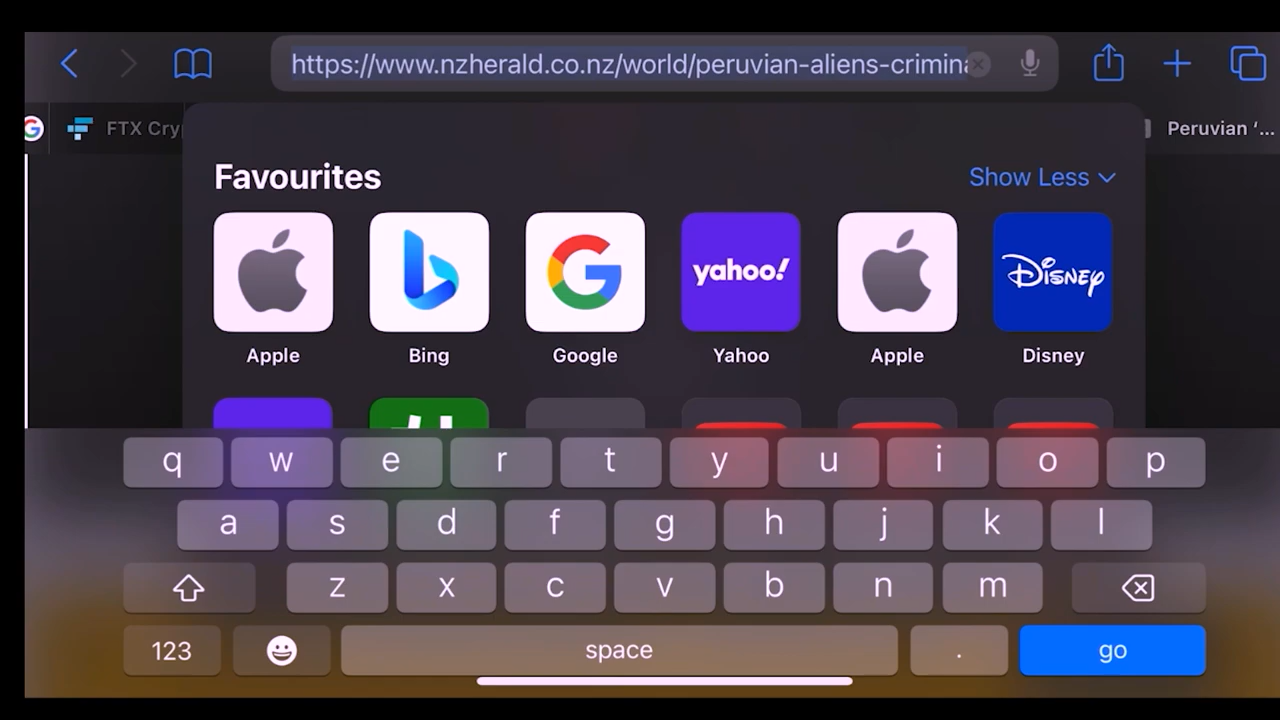 https://www.nzherald.co.nz/world/peruvian-aliens-crimina
FTX Cry
Peruvian ‘...
Favourites
Show Less
yahoo!
Disney
Apple
Bing
Google
Yahoo
Apple
Disney
q w e r t y u i o p
a s d f g h j k l
z x c v b n m
123
space
.
go